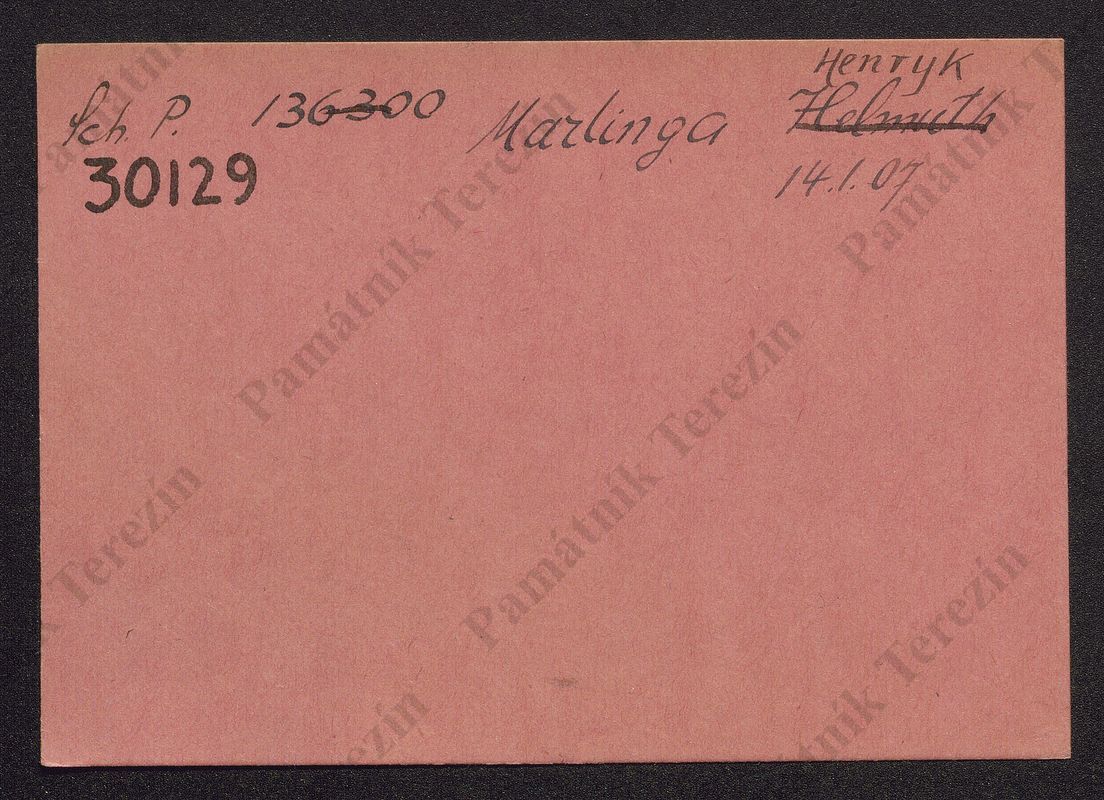 Henryk
Sch. P. 136300 Marlinga Helmuth
30129 14.1.07
Památník Terezín
Památník Terezín
Památník Terezín
Památník Terezín
Památník Terezín
Památník Terezín